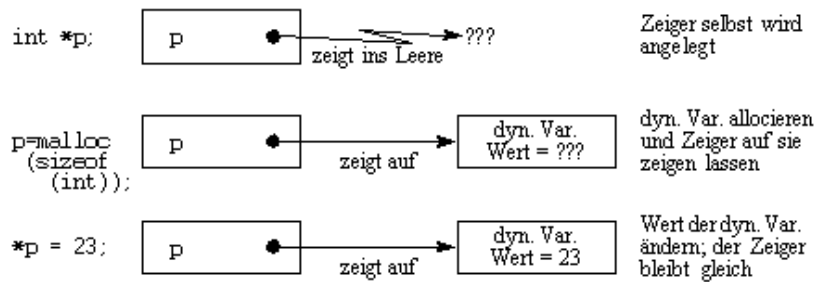 int *p;
p
zeigt ins Leere
???
Zeiger selbst wird
angelegt
p=malloc
(sizeof
(int));
p
zeigt auf
dyn. Var.
Wert = ???
dyn. Var. allocieren
und Zeiger auf sie
zeigen lassen
*p = 23;
p
zeigt auf
dyn. Var.
Wert = 23
Wert der dyn. Var.
ändern; der Zeiger
bleibt gleich